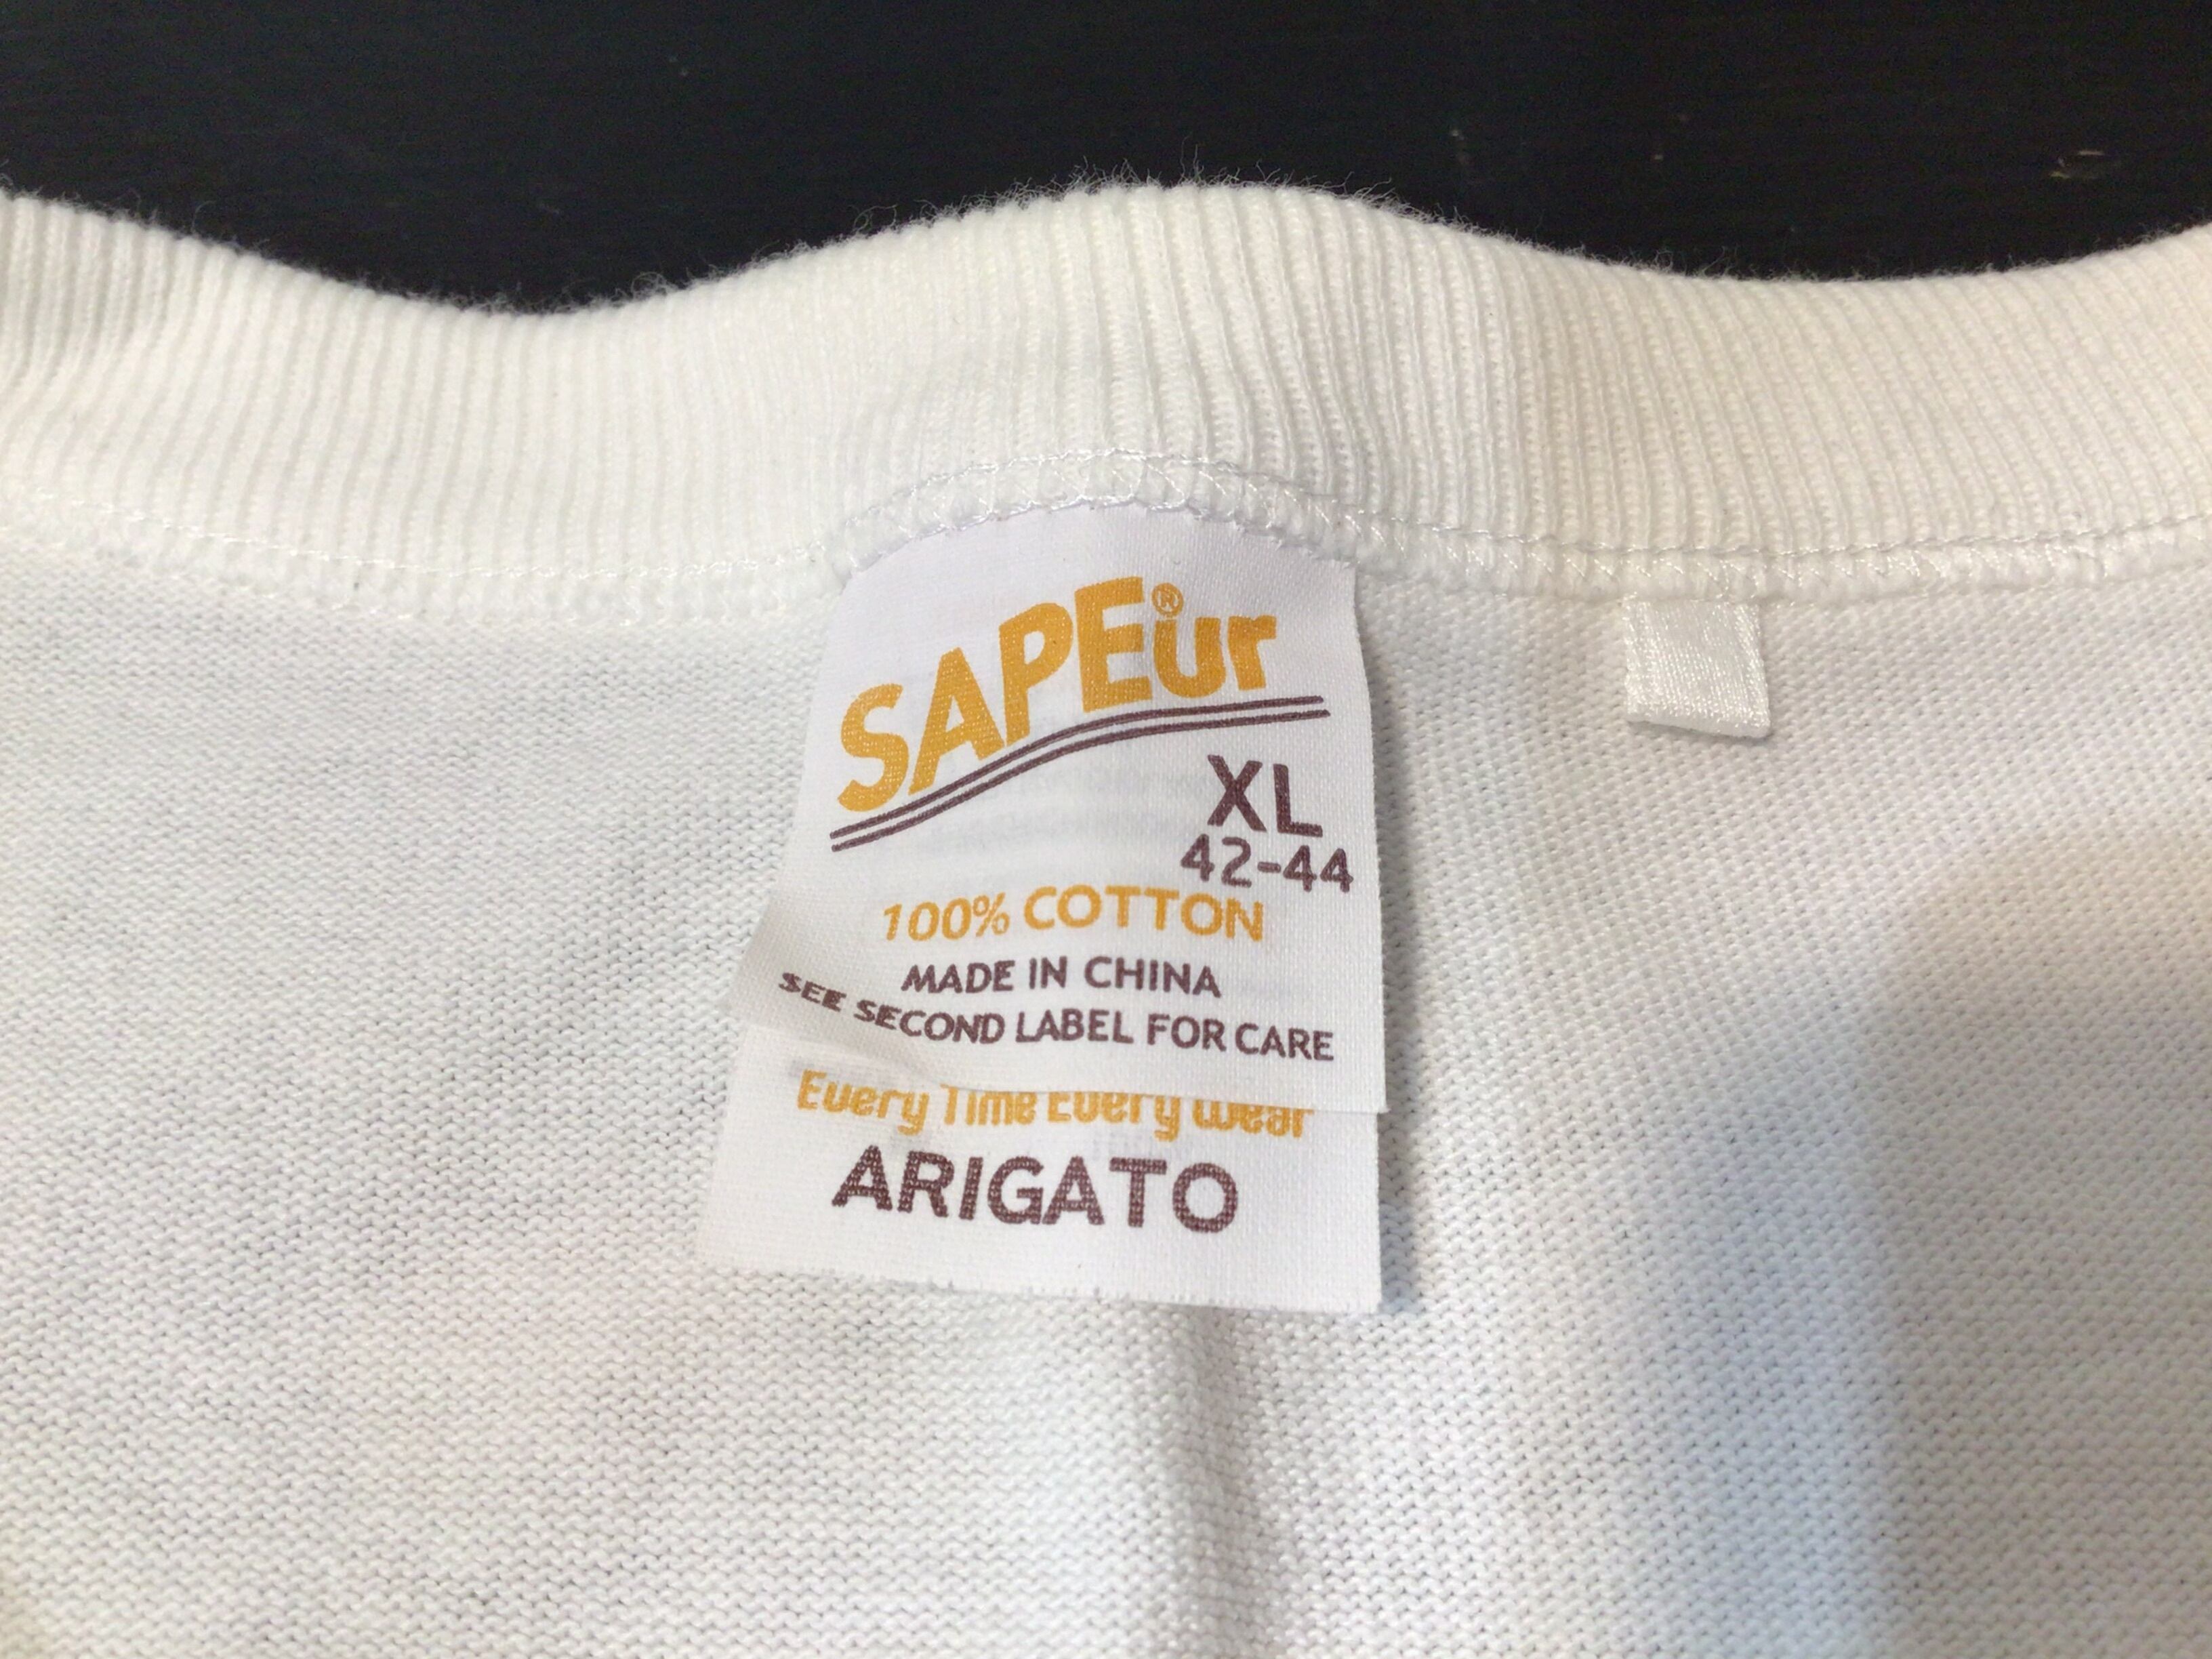 SAPEur®
XL
42-44
100% COTTON
MADE IN CHINA
SEE SECOND LABEL FOR CARE
Every Time Every Wear
ARIGATO